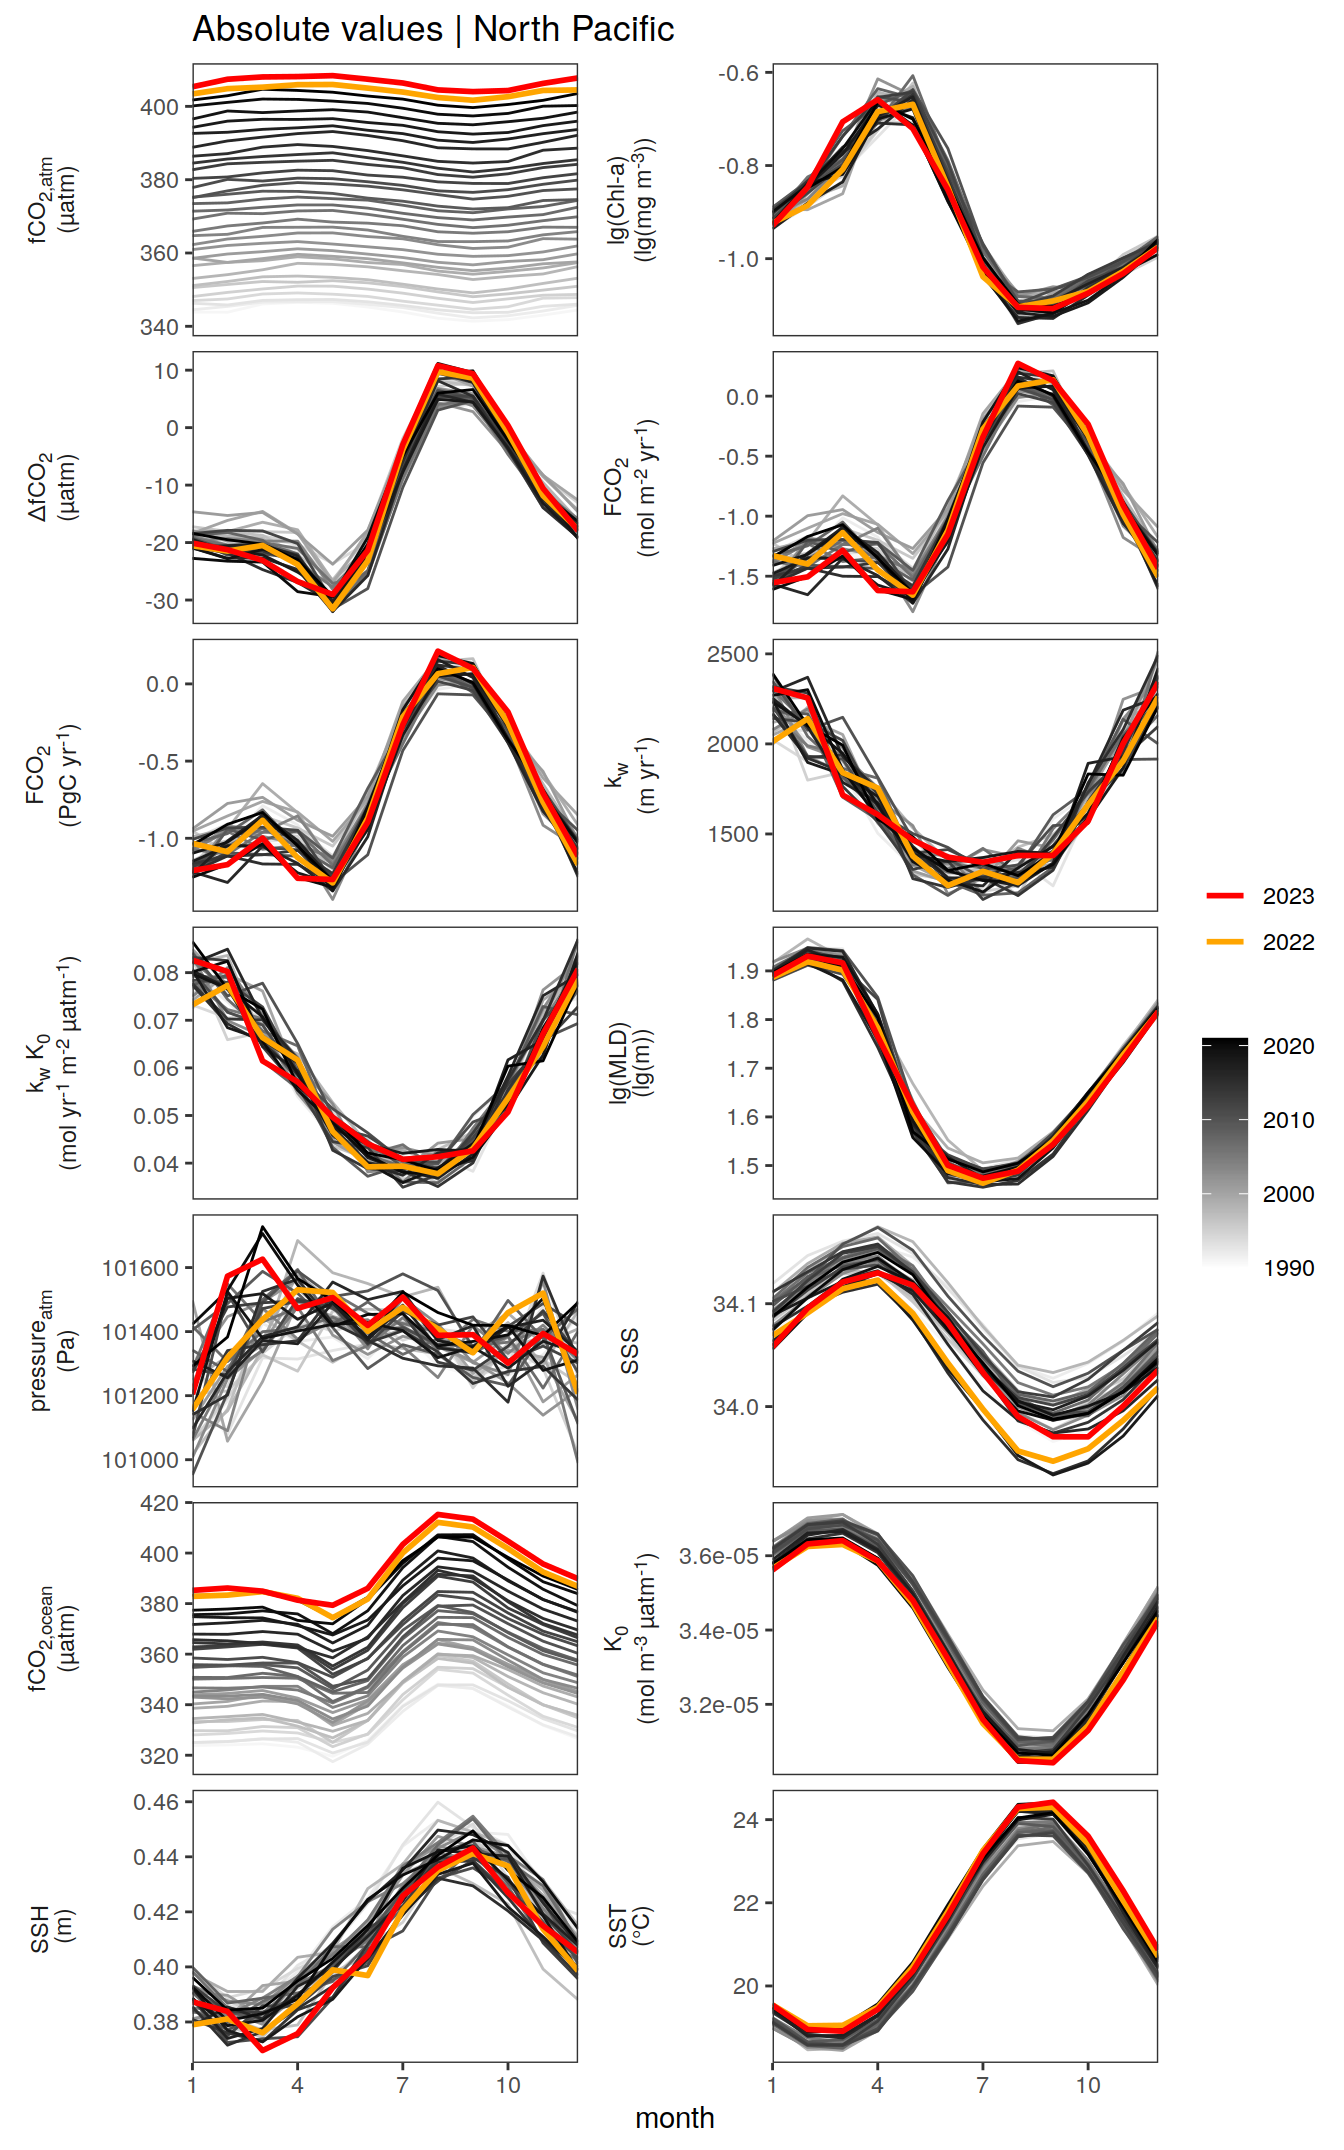 Absolute values | North Pacific
fCO2,atm
(µatm)
400
380
360
340
lg(Chl-a)
(lg(mg m-3))
-0.6
-0.8
-1.0
ΔfCO2
(µatm)
10
0
-10
-20
-30
FCO2
(mol m-2 yr-1)
0.0
-0.5
-1.0
-1.5
FCO2
(PgC yr-1)
0.0
-0.5
-1.0
kw
(m yr-1)
2500
2000
1500
kw K0
(mol yr-1 m-2 µatm-1)
0.08
0.07
0.06
0.05
0.04
lg(MLD)
(lg(m))
1.9
1.8
1.7
1.6
1.5
pressureatm
(Pa)
101600
101400
101200
101000
SSS
34.1
34.0
fCO2,ocean
(µatm)
420
400
380
360
340
320
K0
(mol m-3 µatm-1)
3.6e-05
3.4e-05
3.2e-05
SSH
(m)
0.46
0.44
0.42
0.40
0.38
SST
(°C)
24
22
20
1 4 7 10
1 4 7 10
month
2023
2022
2020
2010
2000
1990